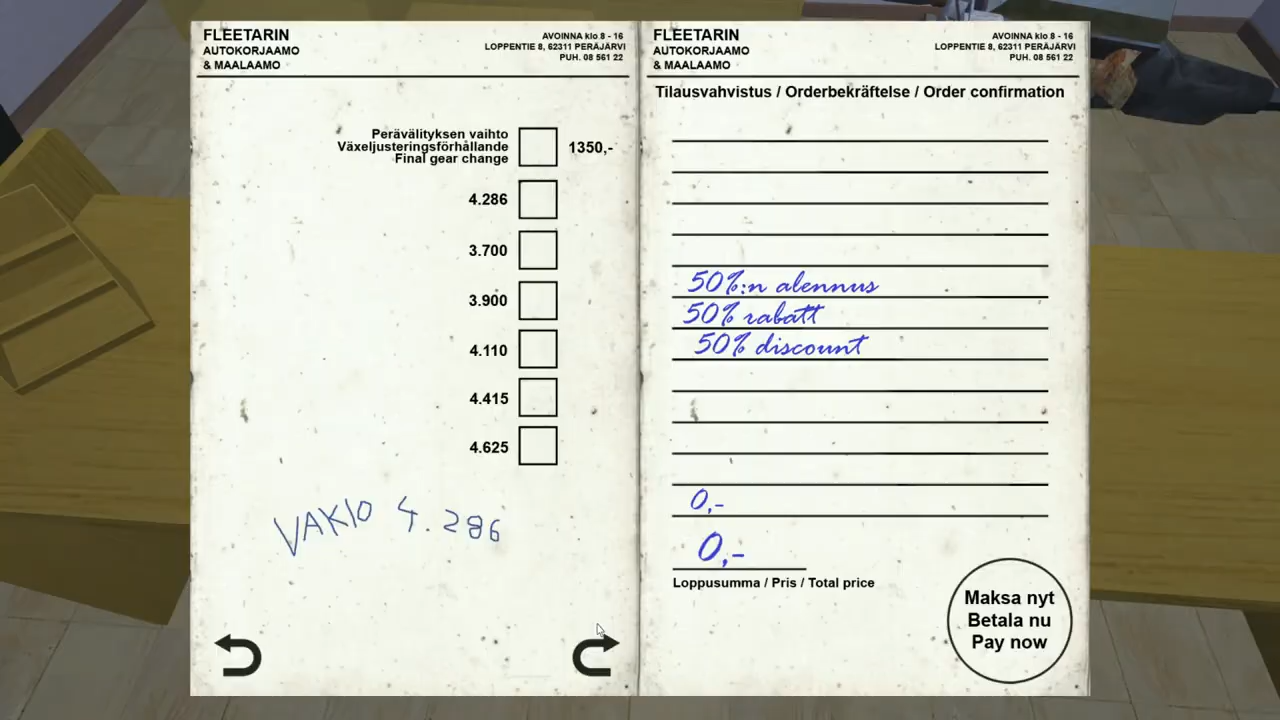 FLEETARIN
AUTOKORJAAMO
& MAALAAMO
AVOINNA klo 8 - 16
LOPPENTIE 8, 62311 PERÄJÄRVI
PUH. 08 561 22
Perävälityksen vaihto
Växeljusteringsförhållande
Final gear change
1350,-
4.286
3.700
3.900
4.110
4.415
4.625
VAKIO 4.286
FLEETARIN
AUTOKORJAAMO
& MAALAAMO
AVOINNA klo 8 - 16
LOPPENTIE 8, 62311 PERÄJÄRVI
PUH. 08 561 22
Tilausvahvistus / Orderbekräftelse / Order confirmation
50%:n alennus
50% rabatt
50% discount
0,-
0,-
Loppusumma / Pris / Total price
Maksa nyt
Betala nu
Pay now